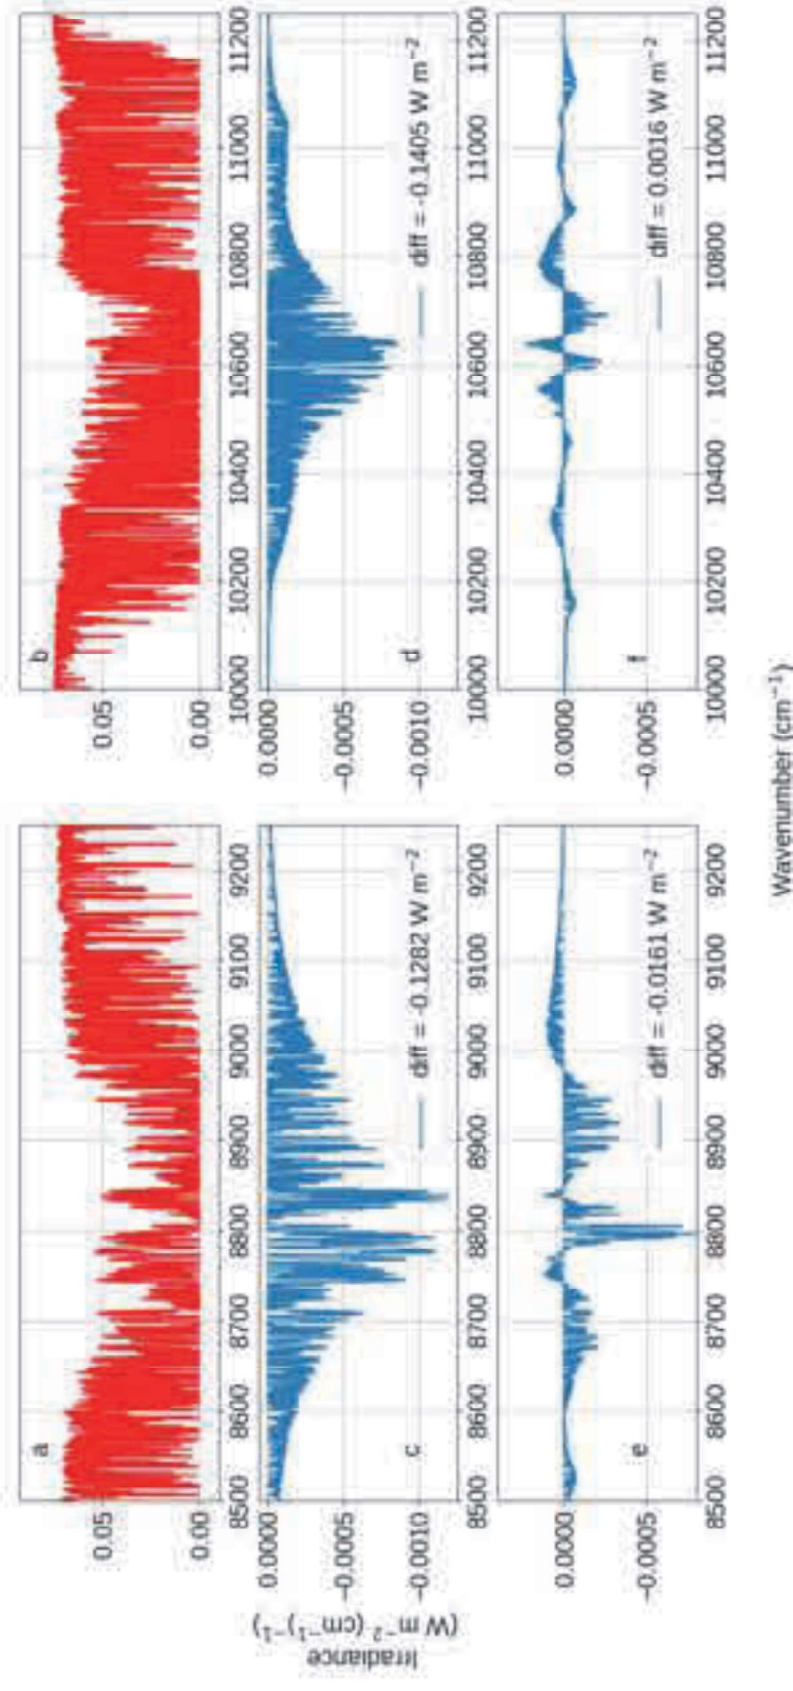 a
0.05
0.00
8500 8600 8700 8800 8900 9000 9100 9200
b
0.05
0.00
10000 10200 10400 10600 10800 11000 11200
Irradiance
(W m⁻² (cm⁻¹)⁻¹)
0.0000
−0.0005
−0.0010
c
diff = -0.1282 W m⁻²
8500 8600 8700 8800 8900 9000 9100 9200
0.0000
−0.0005
−0.0010
d
diff = -0.1405 W m⁻²
10000 10200 10400 10600 10800 11000 11200
0.0000
−0.0005
e
diff = -0.0161 W m⁻²
8500 8600 8700 8800 8900 9000 9100 9200
0.0000
−0.0005
f
diff = 0.0016 W m⁻²
10000 10200 10400 10600 10800 11000 11200
Wavenumber (cm⁻¹)